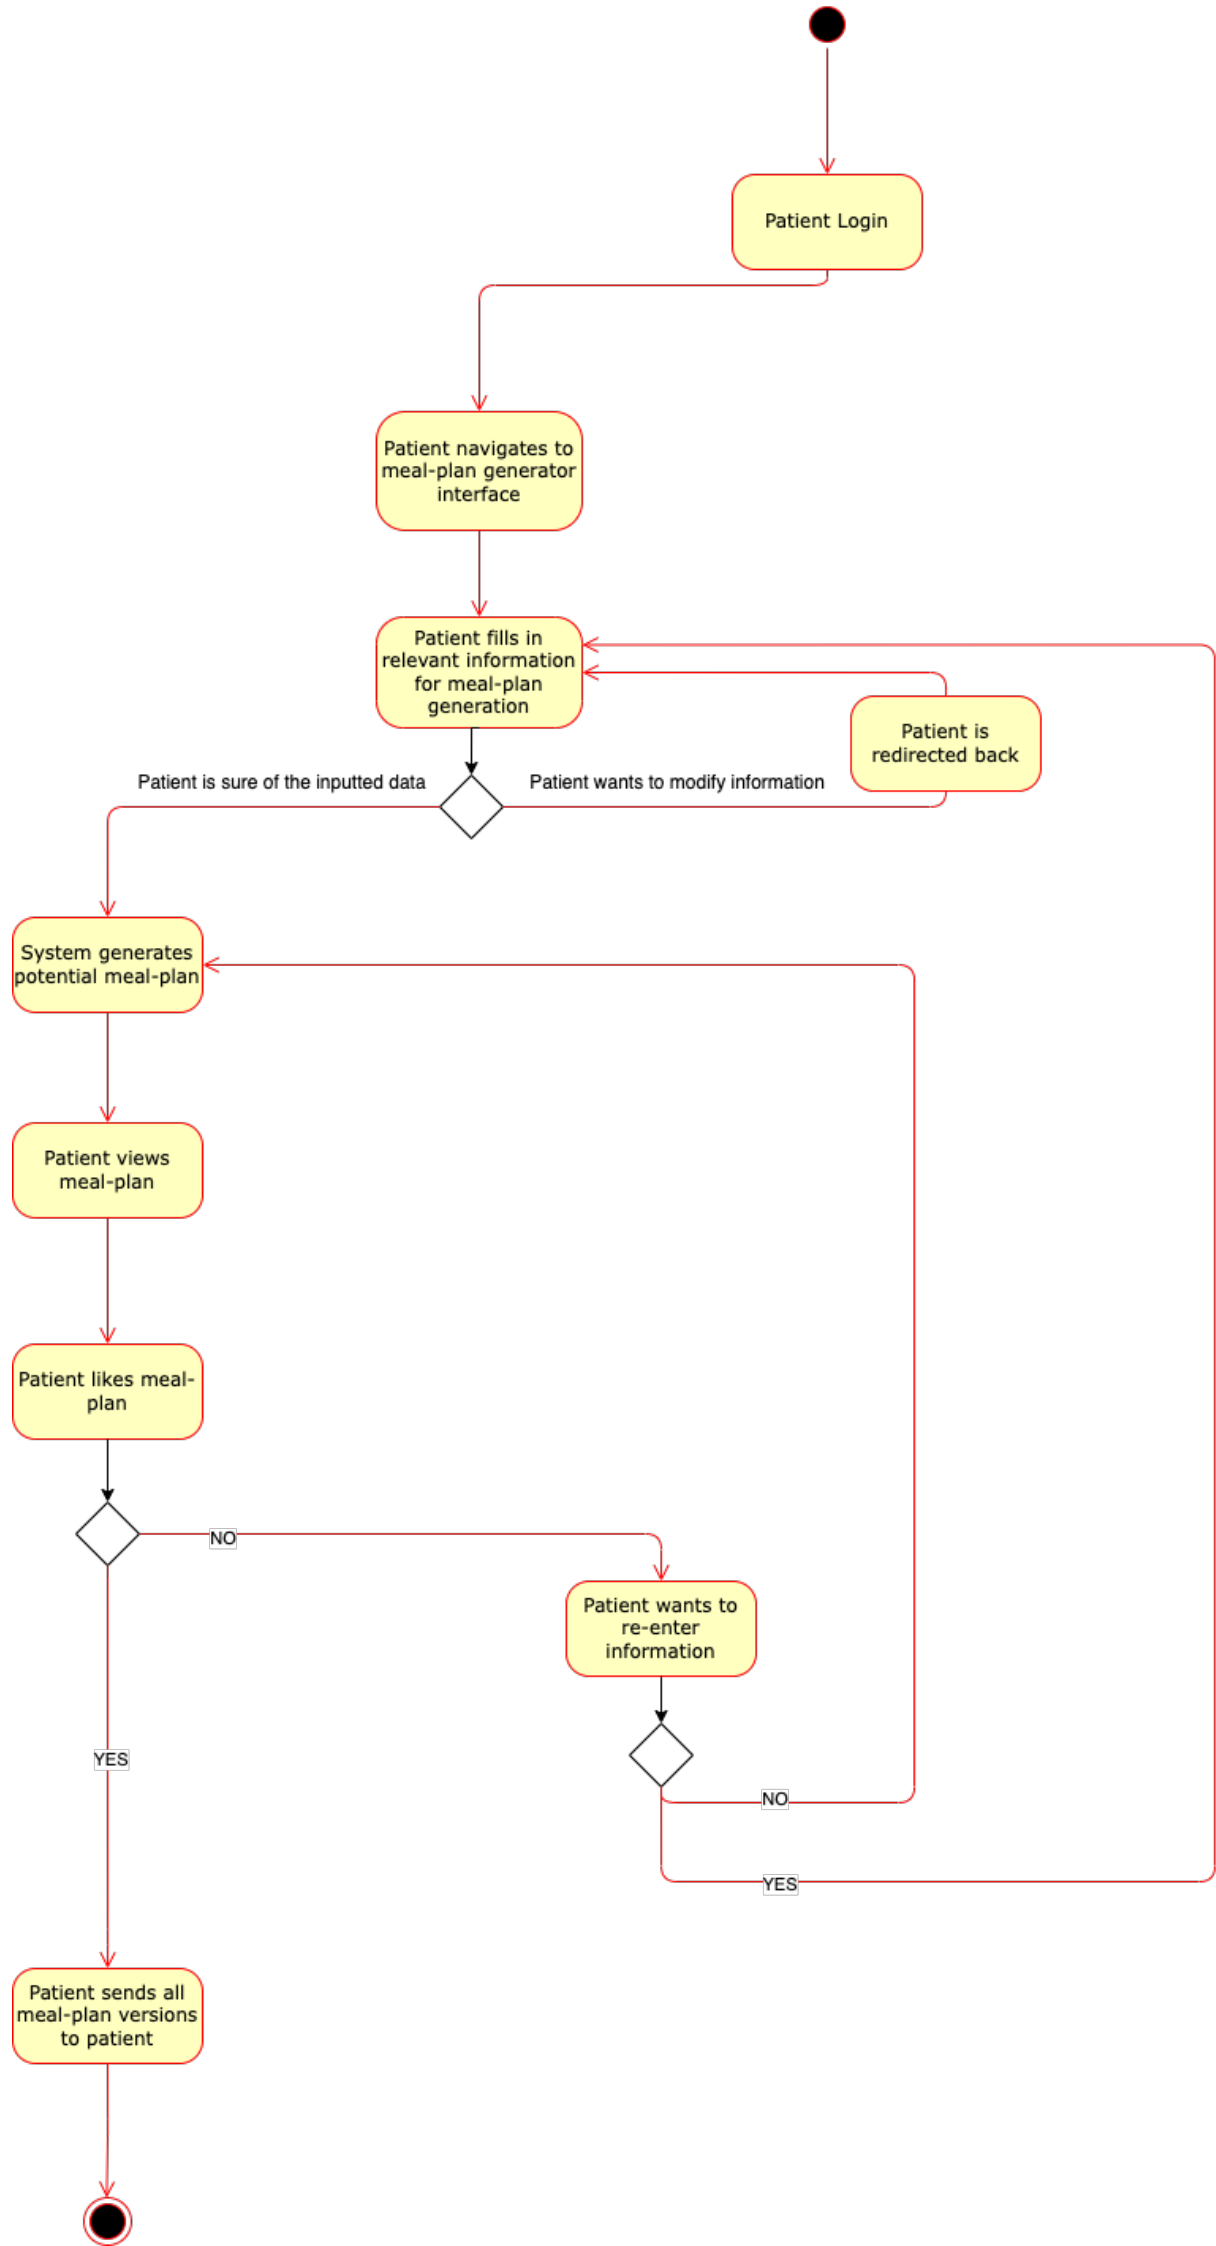 Patient Login
Patient navigates to
meal-plan generator
interface
Patient fills in
relevant information
for meal-plan
generation
Patient is
redirected back
Patient is sure of the inputted data
Patient wants to modify information
System generates
potential meal-plan
Patient views
meal-plan
Patient likes meal-
plan
NO
Patient wants to
re-enter
information
YES
NO
YES
Patient sends all
meal-plan versions
to patient